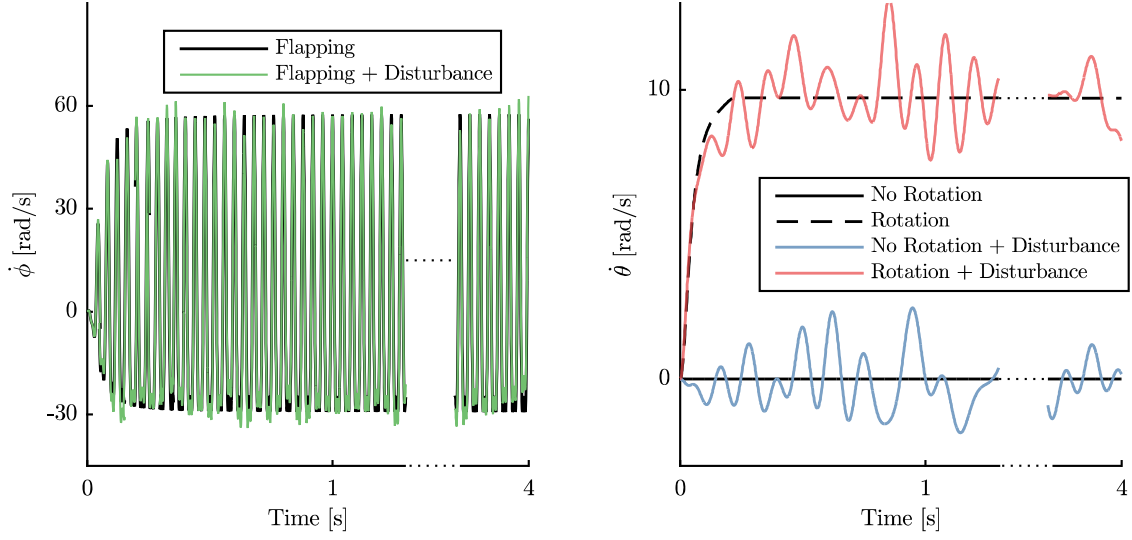 Flapping
Flapping + Disturbance
60
30
0
-30
ϕ̇ [rad/s]
0
1
4
Time [s]
10
0
θ̇ [rad/s]
No Rotation
Rotation
No Rotation + Disturbance
Rotation + Disturbance
0
1
4
Time [s]